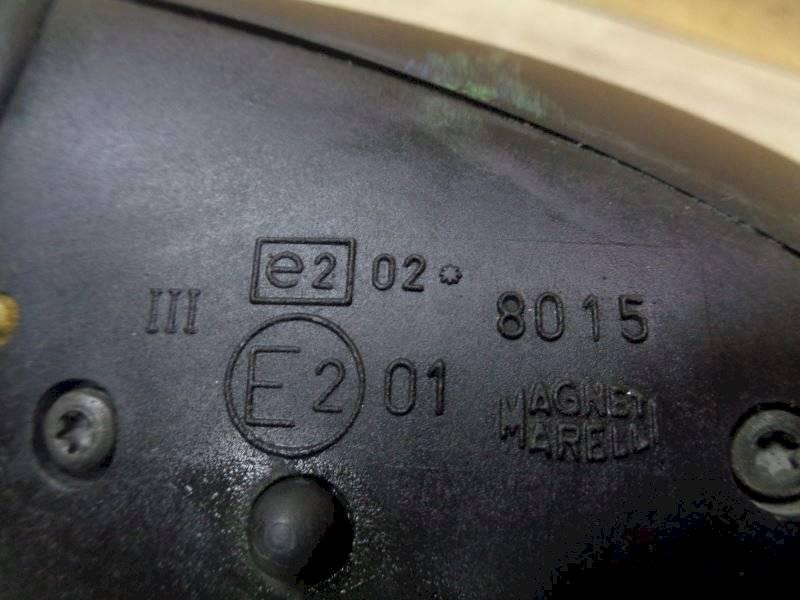 III
e2 02*
E2 01
8015
MAGNETI
MARELLI